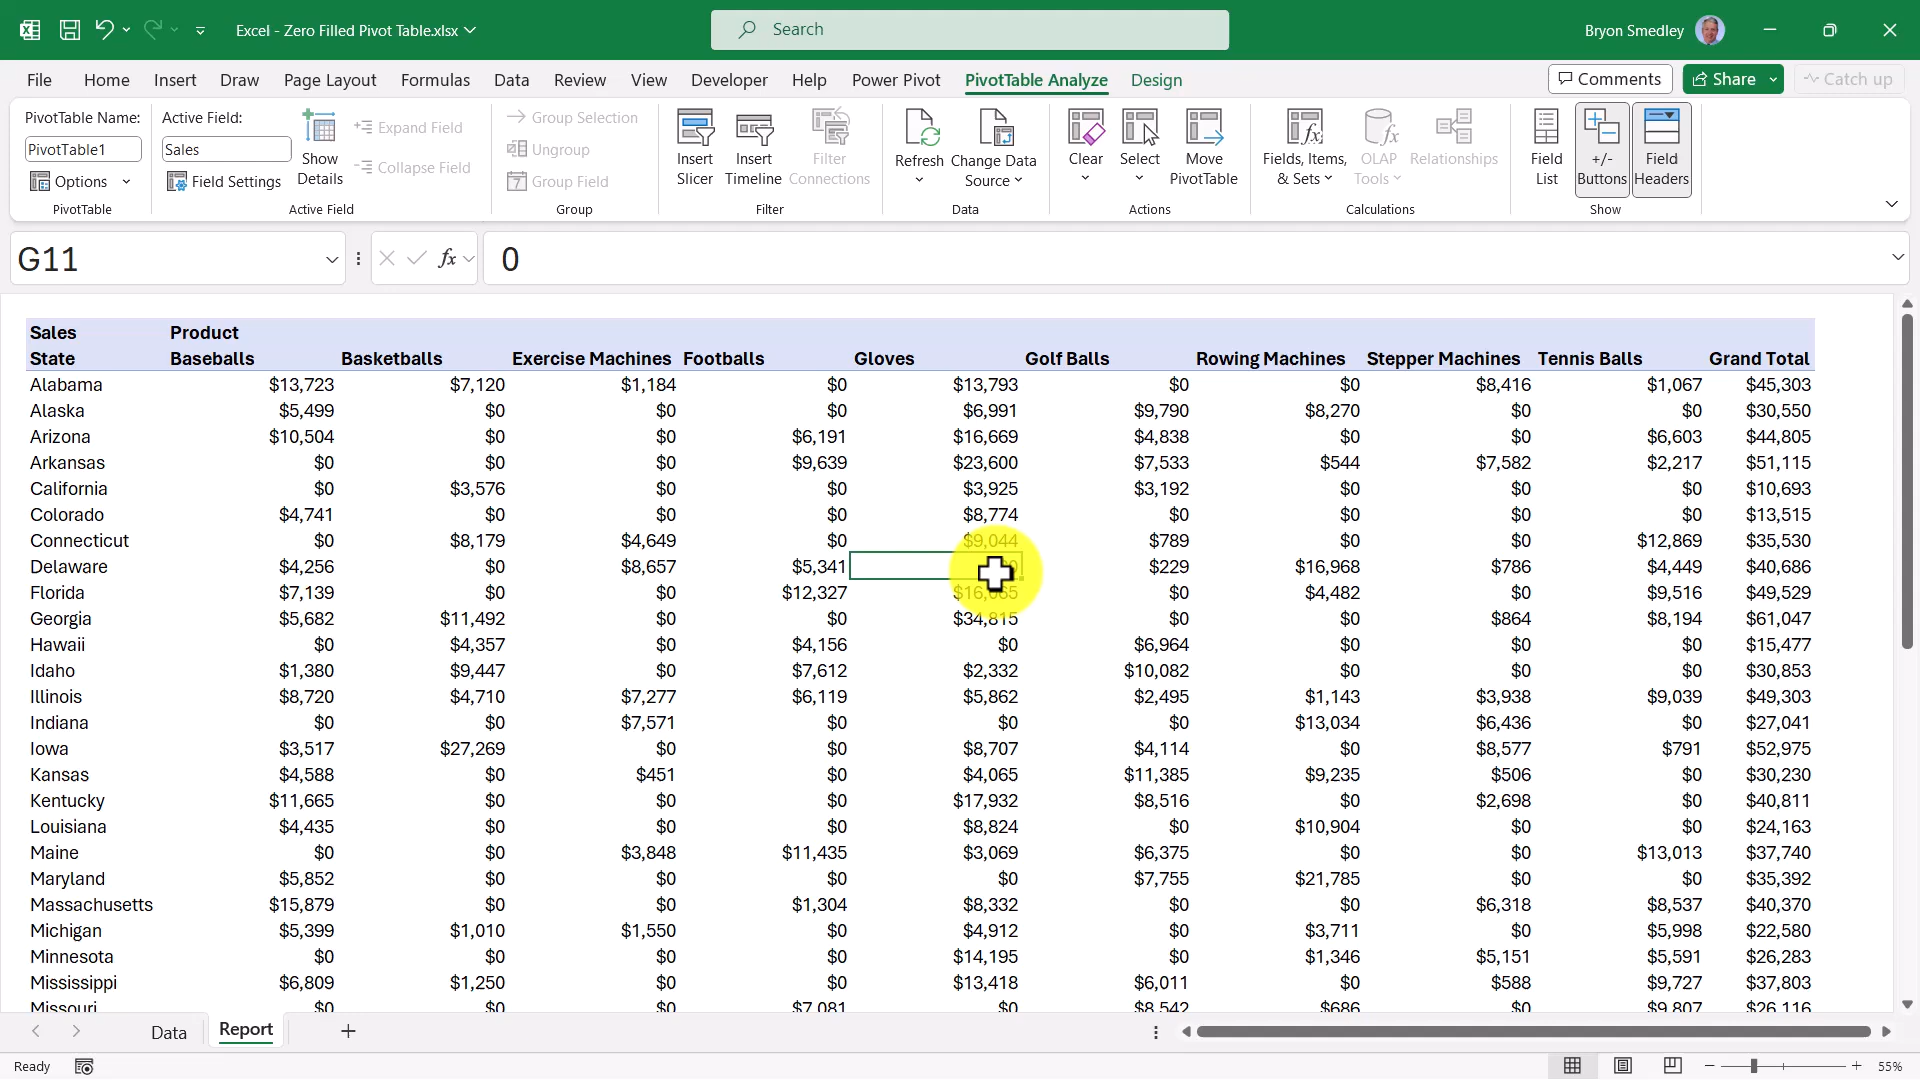 Excel - Zero Filled Pivot Table.xlsx
Search
Bryon Smedley
File Home Insert Draw Page Layout Formulas Data Review View Developer Help Power Pivot PivotTable Analyze Design Comments Share Catch up
PivotTable Name:
PivotTable1
Options
PivotTable
Active Field:
Sales
Field Settings
Show Details
Expand Field
Collapse Field
Active Field
Group Selection
Ungroup
Group Field
Group
Insert Slicer
Insert Timeline
Filter Connections
Filter
Refresh
Change Data Source
Data
Clear
Select
Move PivotTable
Actions
Fields, Items, & Sets
OLAP Tools
Relationships
Calculations
Field List
+/- Buttons
Field Headers
Show
G11 fx 0
Sales Product
State Baseballs Basketballs Exercise Machines Footballs Gloves Golf Balls Rowing Machines Stepper Machines Tennis Balls Grand Total
Alabama $13,723 $7,120 $1,184 $0 $13,793 $0 $0 $8,416 $1,067 $45,303
Alaska $5,499 $0 $0 $0 $6,991 $9,790 $8,270 $0 $0 $30,550
Arizona $10,504 $0 $0 $6,191 $16,669 $4,838 $0 $0 $6,603 $44,805
Arkansas $0 $0 $0 $9,639 $23,600 $7,533 $544 $7,582 $2,217 $51,115
California $0 $3,576 $0 $0 $3,925 $3,192 $0 $0 $0 $10,693
Colorado $4,741 $0 $0 $0 $8,774 $0 $0 $0 $0 $13,515
Connecticut $0 $8,179 $4,649 $0 $9,044 $789 $0 $0 $12,869 $35,530
Delaware $4,256 $0 $8,657 $5,341 $229 $16,968 $786 $4,449 $40,686
Florida $7,139 $0 $0 $12,327 $16,065 $0 $4,482 $0 $9,516 $49,529
Georgia $5,682 $11,492 $0 $0 $34,815 $0 $0 $864 $8,194 $61,047
Hawaii $0 $4,357 $0 $4,156 $0 $6,964 $0 $0 $0 $15,477
Idaho $1,380 $9,447 $0 $7,612 $2,332 $10,082 $0 $0 $0 $30,853
Illinois $8,720 $4,710 $7,277 $6,119 $5,862 $2,495 $1,143 $3,938 $9,039 $49,303
Indiana $0 $0 $7,571 $0 $0 $0 $13,034 $6,436 $0 $27,041
Iowa $3,517 $27,269 $0 $0 $8,707 $4,114 $0 $8,577 $791 $52,975
Kansas $4,588 $0 $451 $0 $4,065 $11,385 $9,235 $506 $0 $30,230
Kentucky $11,665 $0 $0 $0 $17,932 $8,516 $0 $2,698 $0 $40,811
Louisiana $4,435 $0 $0 $0 $8,824 $0 $10,904 $0 $0 $24,163
Maine $0 $0 $3,848 $11,435 $3,069 $6,375 $0 $0 $13,013 $37,740
Maryland $5,852 $0 $0 $0 $0 $7,755 $21,785 $0 $0 $35,392
Massachusetts $15,879 $0 $0 $1,304 $8,332 $0 $0 $6,318 $8,537 $40,370
Michigan $5,399 $1,010 $1,550 $0 $4,912 $0 $3,711 $0 $5,998 $22,580
Minnesota $0 $0 $0 $0 $14,195 $0 $1,346 $5,151 $5,591 $26,283
Mississippi $6,809 $1,250 $0 $0 $13,418 $6,011 $0 $588 $9,727 $37,803
Missouri $0 $0 $0 $7,081 $0 $8,542 $686 $0 $9,807 $26,116
Data Report
Ready 55%